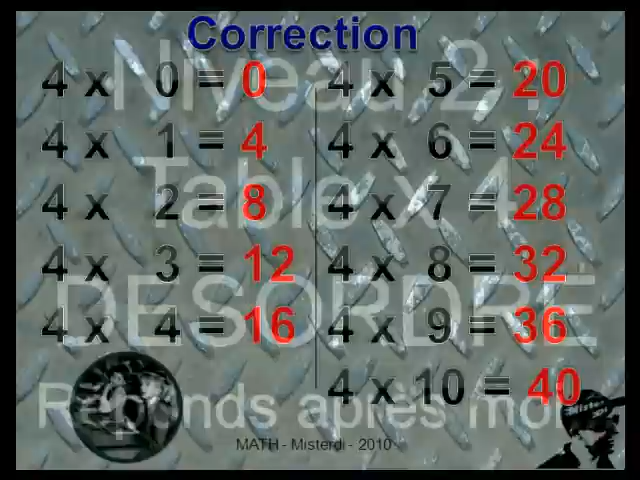 Correction
Niveau 2 :
4 x 0 = 0
4 x 1 = 4
4 x 2 = 8
4 x 3 = 12
4 x 4 = 16
4 x 5 = 20
4 x 6 = 24
4 x 7 = 28
4 x 8 = 32
4 x 9 = 36
4 x 10 = 40
Table x 4
DESORDRE
Réponds après moi
MATH - Misterdi - 2010